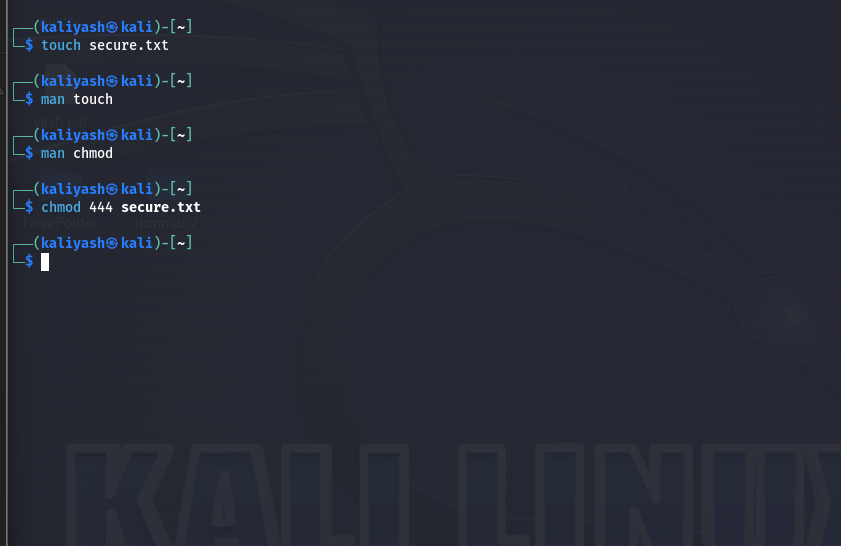 ┌──(kaliyash㉿kali)-[~]
└─$ touch secure.txt
┌──(kaliyash㉿kali)-[~]
└─$ man touch
yash.pdf
┌──(kaliyash㉿kali)-[~]
└─$ man chmod
┌──(kaliyash㉿kali)-[~]
└─$ chmod 444 secure.txt
New Folder ironman2
┌──(kaliyash㉿kali)-[~]
└─$
KALI LINUX